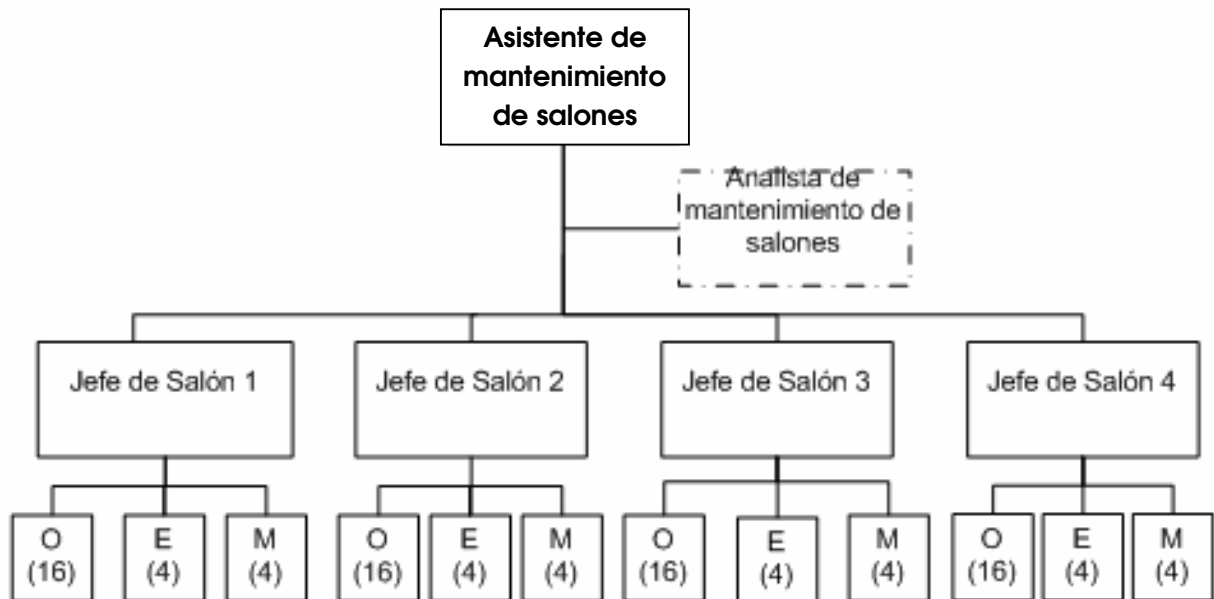 Asistente de
mantenimiento
de salones
Analista de
mantenimiento de
salones
Jefe de Salón 1
Jefe de Salón 2
Jefe de Salón 3
Jefe de Salón 4
O
(16)
E
(4)
M
(4)
O
(16)
E
(4)
M
(4)
O
(16)
E
(4)
M
(4)
O
(16)
E
(4)
M
(4)